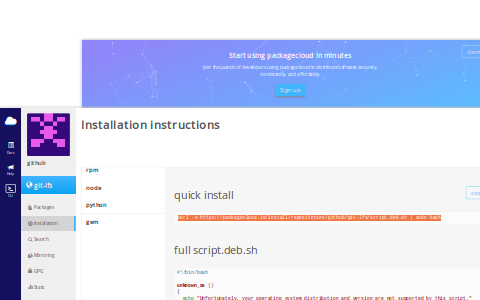 Start using packagecloud in minutes
Join thousands of developers using packagecloud to distribute software securely,
consistently, and affordably.
Sign up
Installation instructions
github
git-lfs
Packages
Installation
Search
Mirroring
GPG
Stats
Docs
Help
CLI
rpm
node
python
gem
quick install
curl -s https://packagecloud.io/install/repositories/github/git-lfs/script.deb.sh | sudo bash
full script.deb.sh
#!/bin/bash
unknown_os ()
{
echo "Unfortunately, your operating system distribution and version are not supported by this script."